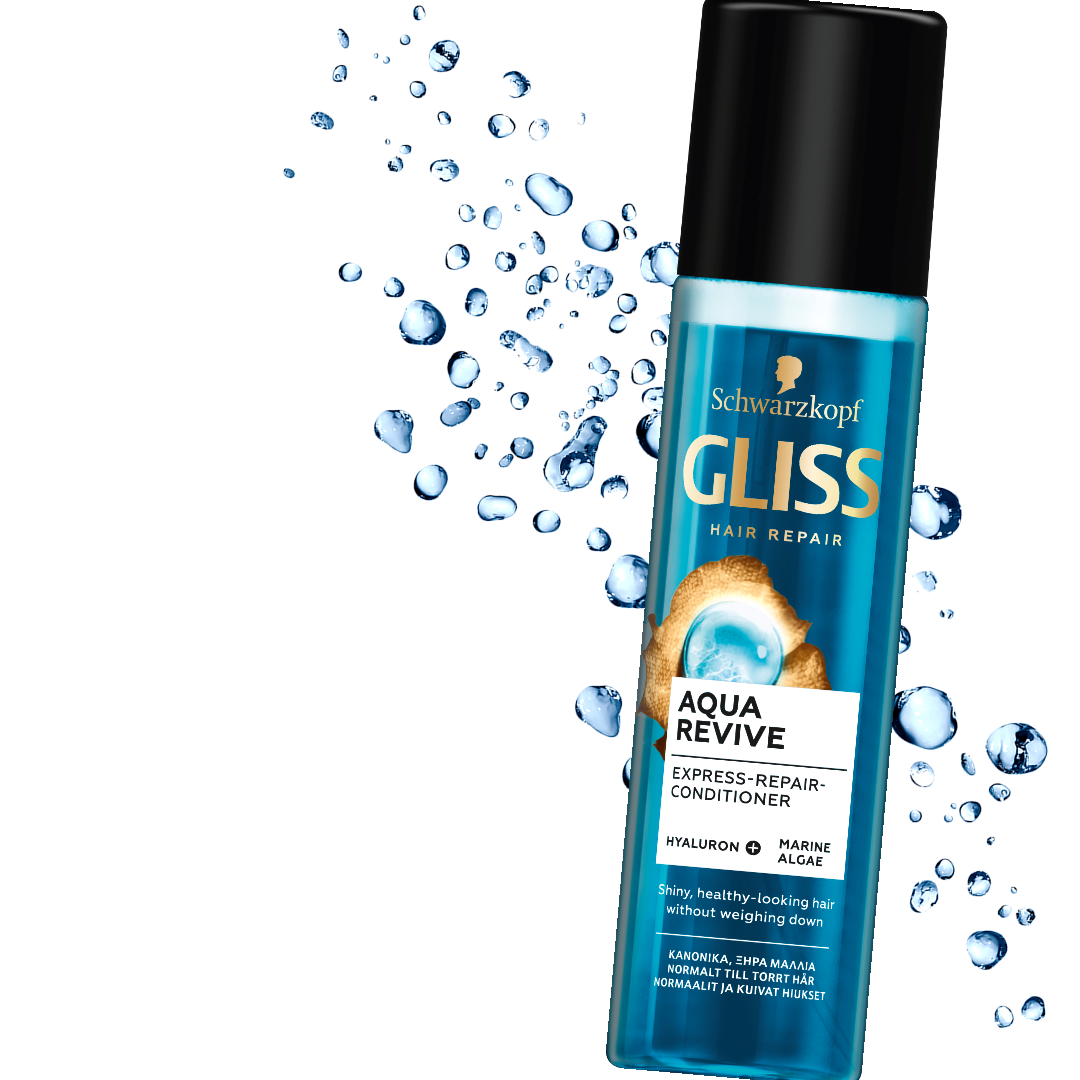 Schwarzkopf
GLISS
HAIR REPAIR
AQUA
REVIVE
EXPRESS-REPAIR-
CONDITIONER
HYALURON + MARINE
ALGAE
Shiny, healthy-looking hair
without weighing down
ΚΑΝΟΝΙΚΑ, ΞΗΡΑ ΜΑΛΛΙΑ
NORMALT TILL TORRT HÅR
NORMAALIT JA KUIVAT HIUKSET